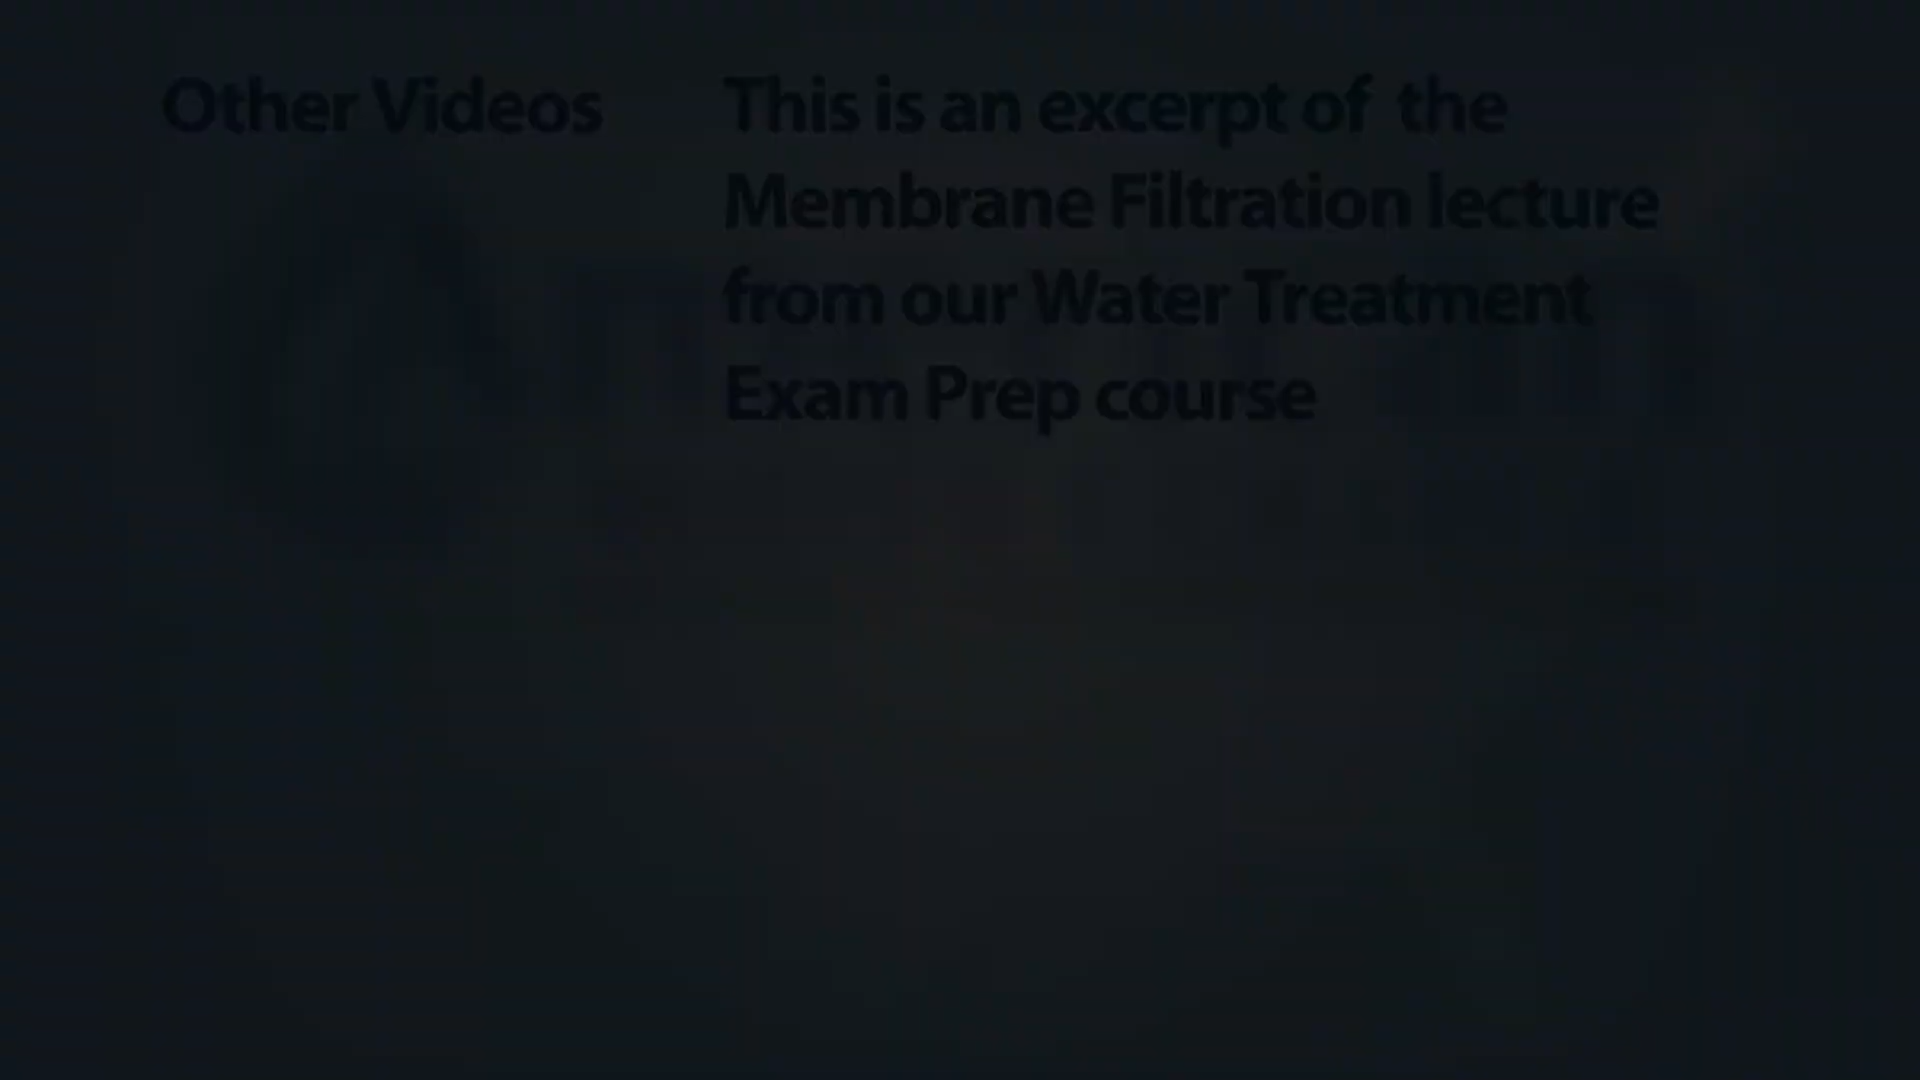 Other Videos
This is an excerpt of the
Membrane Filtration lecture
from our Water Treatment
Exam Prep course